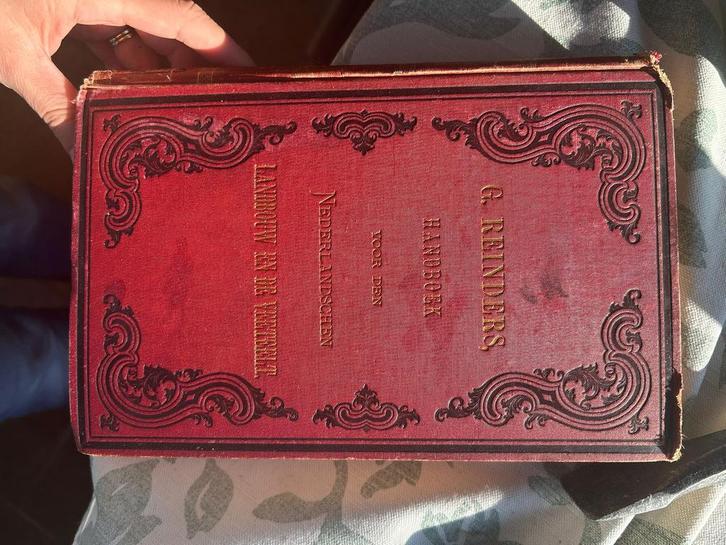 G. REINDERS,
HANDBOEK
VOOR DEN
NEDERLANDSCHEN
LANDBOUW EN DE VEETEELT.